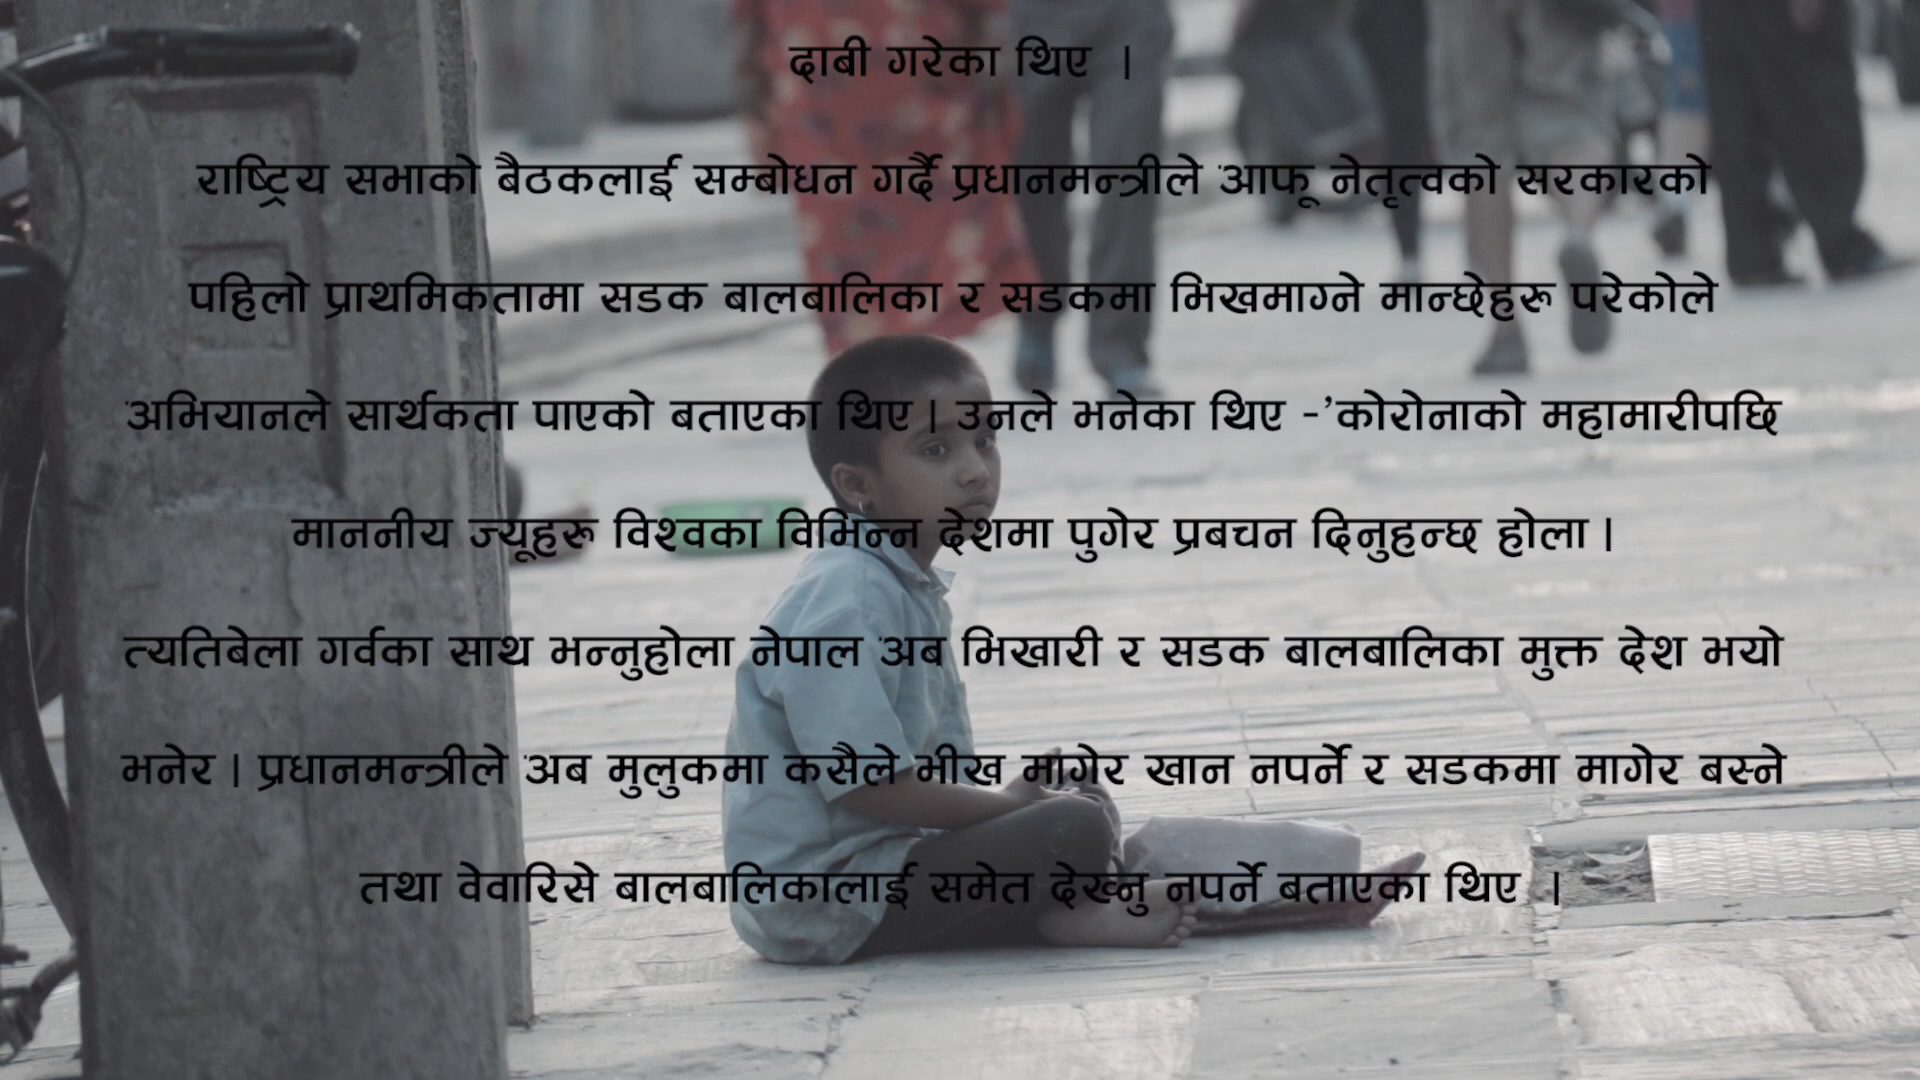 दाबी गरेका थिए ।
राष्ट्रिय सभाको बैठकलाई सम्बोधन गर्दै प्रधानमन्त्रीले आफू नेतृत्वको सरकारको
पहिलो प्राथमिकतामा सडक बालबालिका र सडकमा भिखमाग्ने मान्छेहरू परेकोले
अभियानले सार्थकता पाएको बताएका थिए । उनले भनेका थिए -’कोरोनाको महामारीपछि
माननीय ज्यूहरू विश्वका विभिन्न देशमा पुगेर प्रबचन दिनुहन्छ होला ।
त्यतिबेला गर्वका साथ भन्नुहोला नेपाल अब भिखारी र सडक बालबालिका मुक्त देश भयो
भनेर । प्रधानमन्त्रीले अब मुलुकमा कसैले भीख मागेर खान नपर्ने र सडकमा मागेर बस्ने
तथा वेवारिसे बालबालिकालाई समेत देख्नु नपर्ने बताएका थिए ।